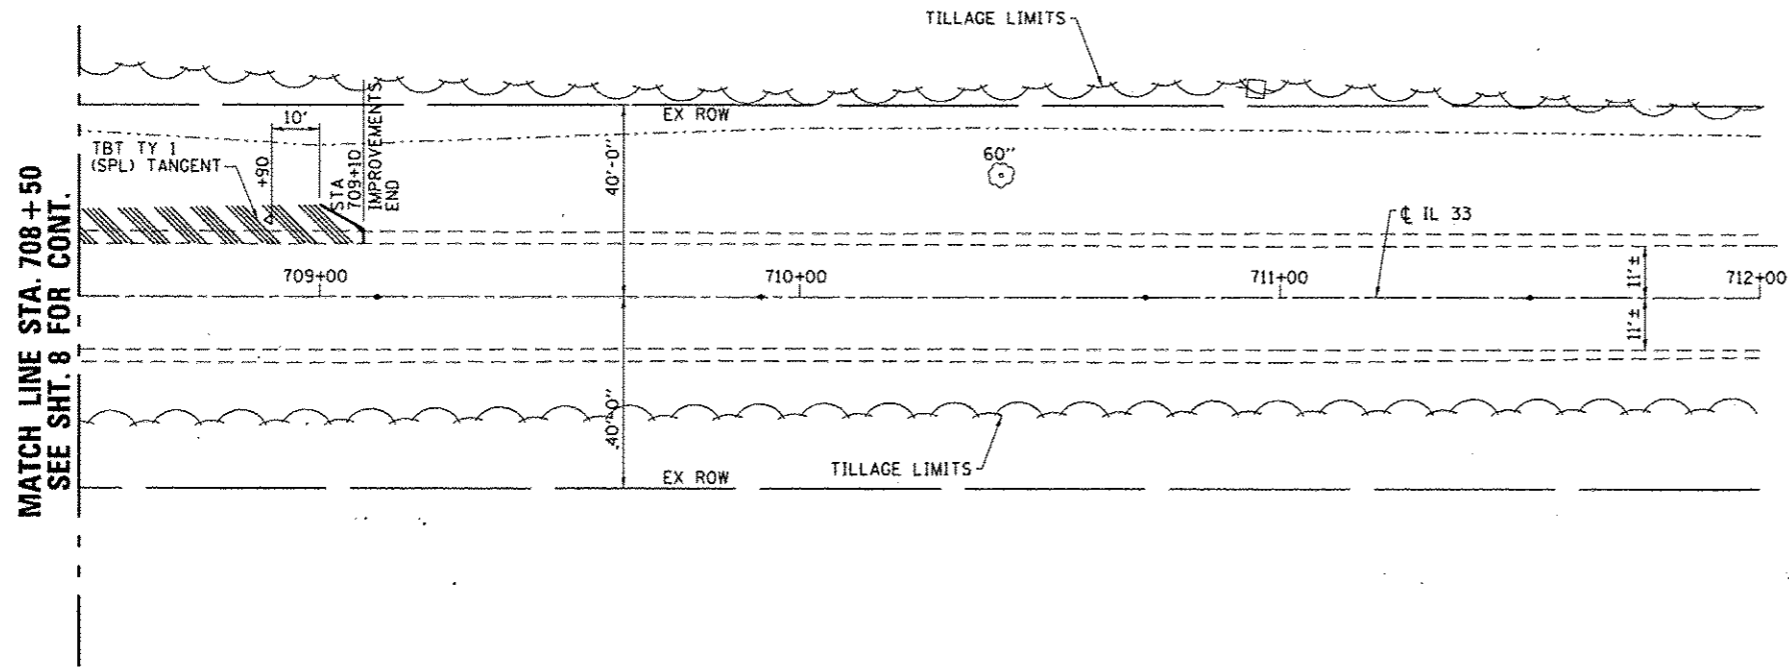 TILLAGE LIMITS
EX ROW
10'
TBT TY 1
(SPL) TANGENT
+90
STA
709+10
IMPROVEMENTS
END
40'-0"
60"
MATCH LINE STA. 708+50
SEE SHT. 8 FOR CONT.
℄ IL 33
709+00
710+00
711+00
712+00
11'±
11'±
40'-0"
TILLAGE LIMITS
EX ROW